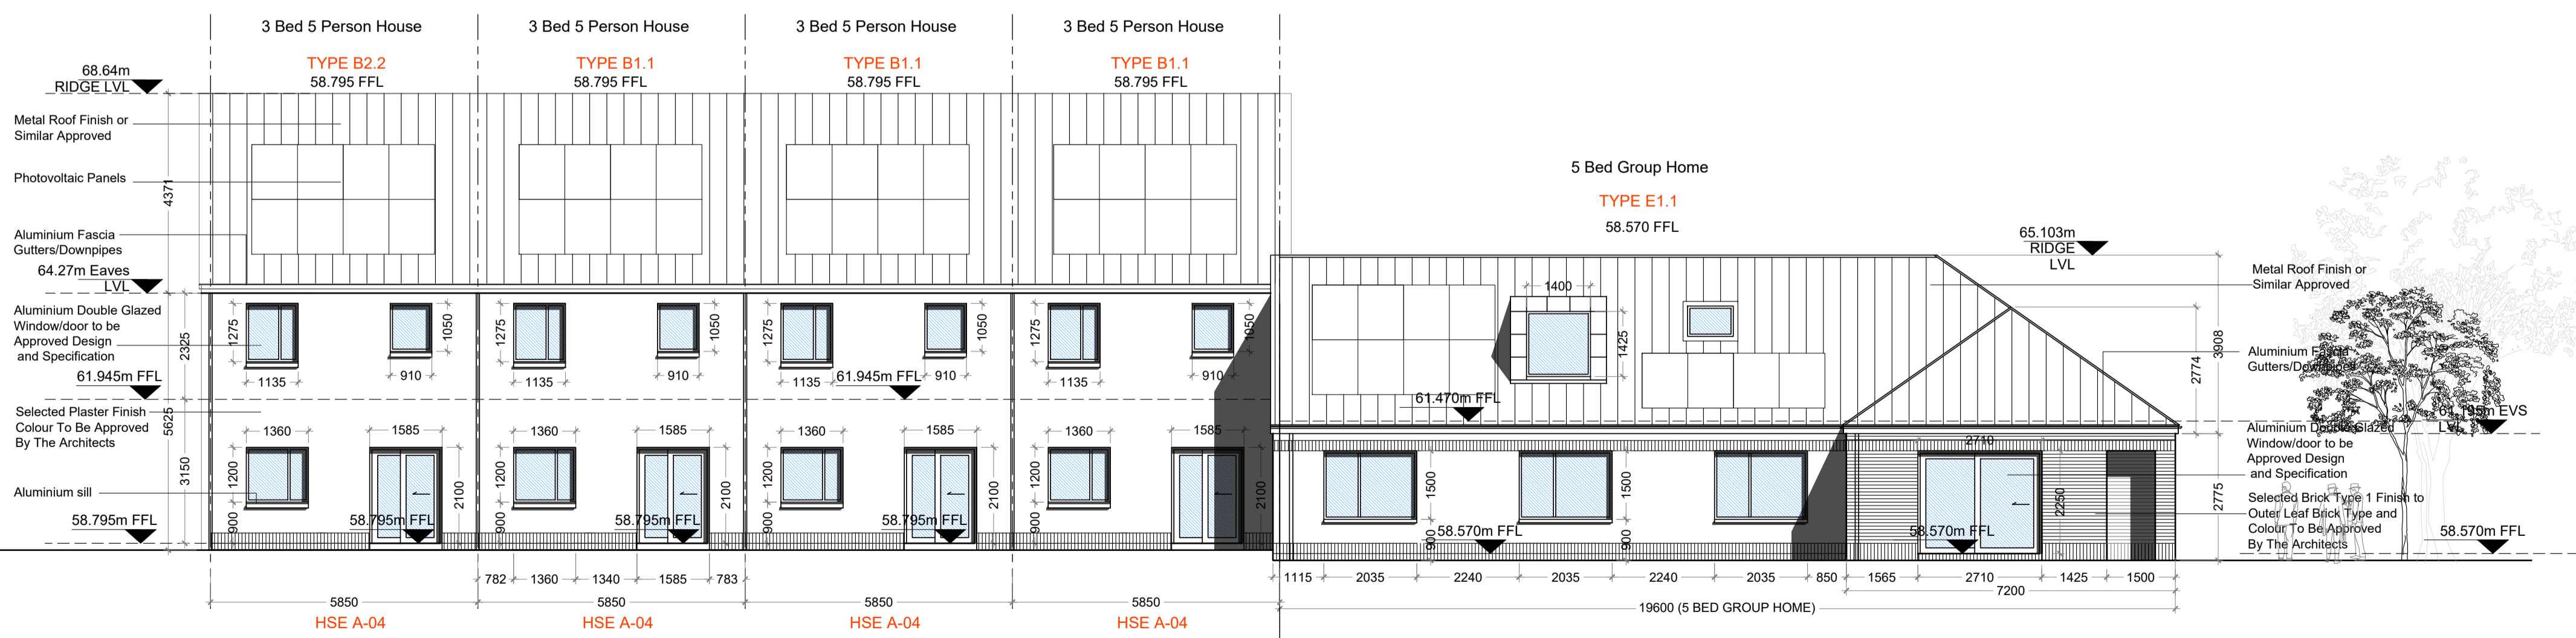 3 Bed 5 Person House
3 Bed 5 Person House
3 Bed 5 Person House
3 Bed 5 Person House
TYPE B2.2
TYPE B1.1
TYPE B1.1
TYPE B1.1
58.795 FFL
58.795 FFL
58.795 FFL
58.795 FFL
68.64m
RIDGE LVL
Metal Roof Finish or
Similar Approved
Photovoltaic Panels
4371
Aluminium Fascia
Gutters/Downpipes
64.27m Eaves
LVL
Aluminium Double Glazed
Window/door to be
Approved Design
and Specification
2325
61.945m FFL
Selected Plaster Finish
Colour To Be Approved
By The Architects
5625
3150
Aluminium sill
58.795m FFL
1275
1135
910
1050
1275
1135
910
1050
1275
1135
61.945m FFL
910
1050
1275
1135
910
1050
1360
1585
1200
900
2100
58.795m FFL
1360
1585
1200
900
2100
58.795m FFL
1360
1585
1200
900
2100
58.795m FFL
1360
1585
1200
900
2100
782
1360
1340
1585
783
5850
5850
5850
5850
HSE A-04
HSE A-04
HSE A-04
HSE A-04
5 Bed Group Home
TYPE E1.1
58.570 FFL
65.103m
RIDGE
LVL
1400
1425
61.470m FFL
1500
900
58.570m FFL
1500
900
2710
2250
58.570m FFL
2774
3908
2775
1115
2035
2240
2035
2240
2035
850
1565
2710
1425
1500
7200
19600 (5 BED GROUP HOME)
Metal Roof Finish or
Similar Approved
Aluminium Fascia
Gutters/Downpipes
61.195m EVS
LVL
Aluminium Double Glazed
Window/door to be
Approved Design
and Specification
Selected Brick Type 1 Finish to
Outer Leaf Brick Type and
Colour To Be Approved
By The Architects
58.570m FFL